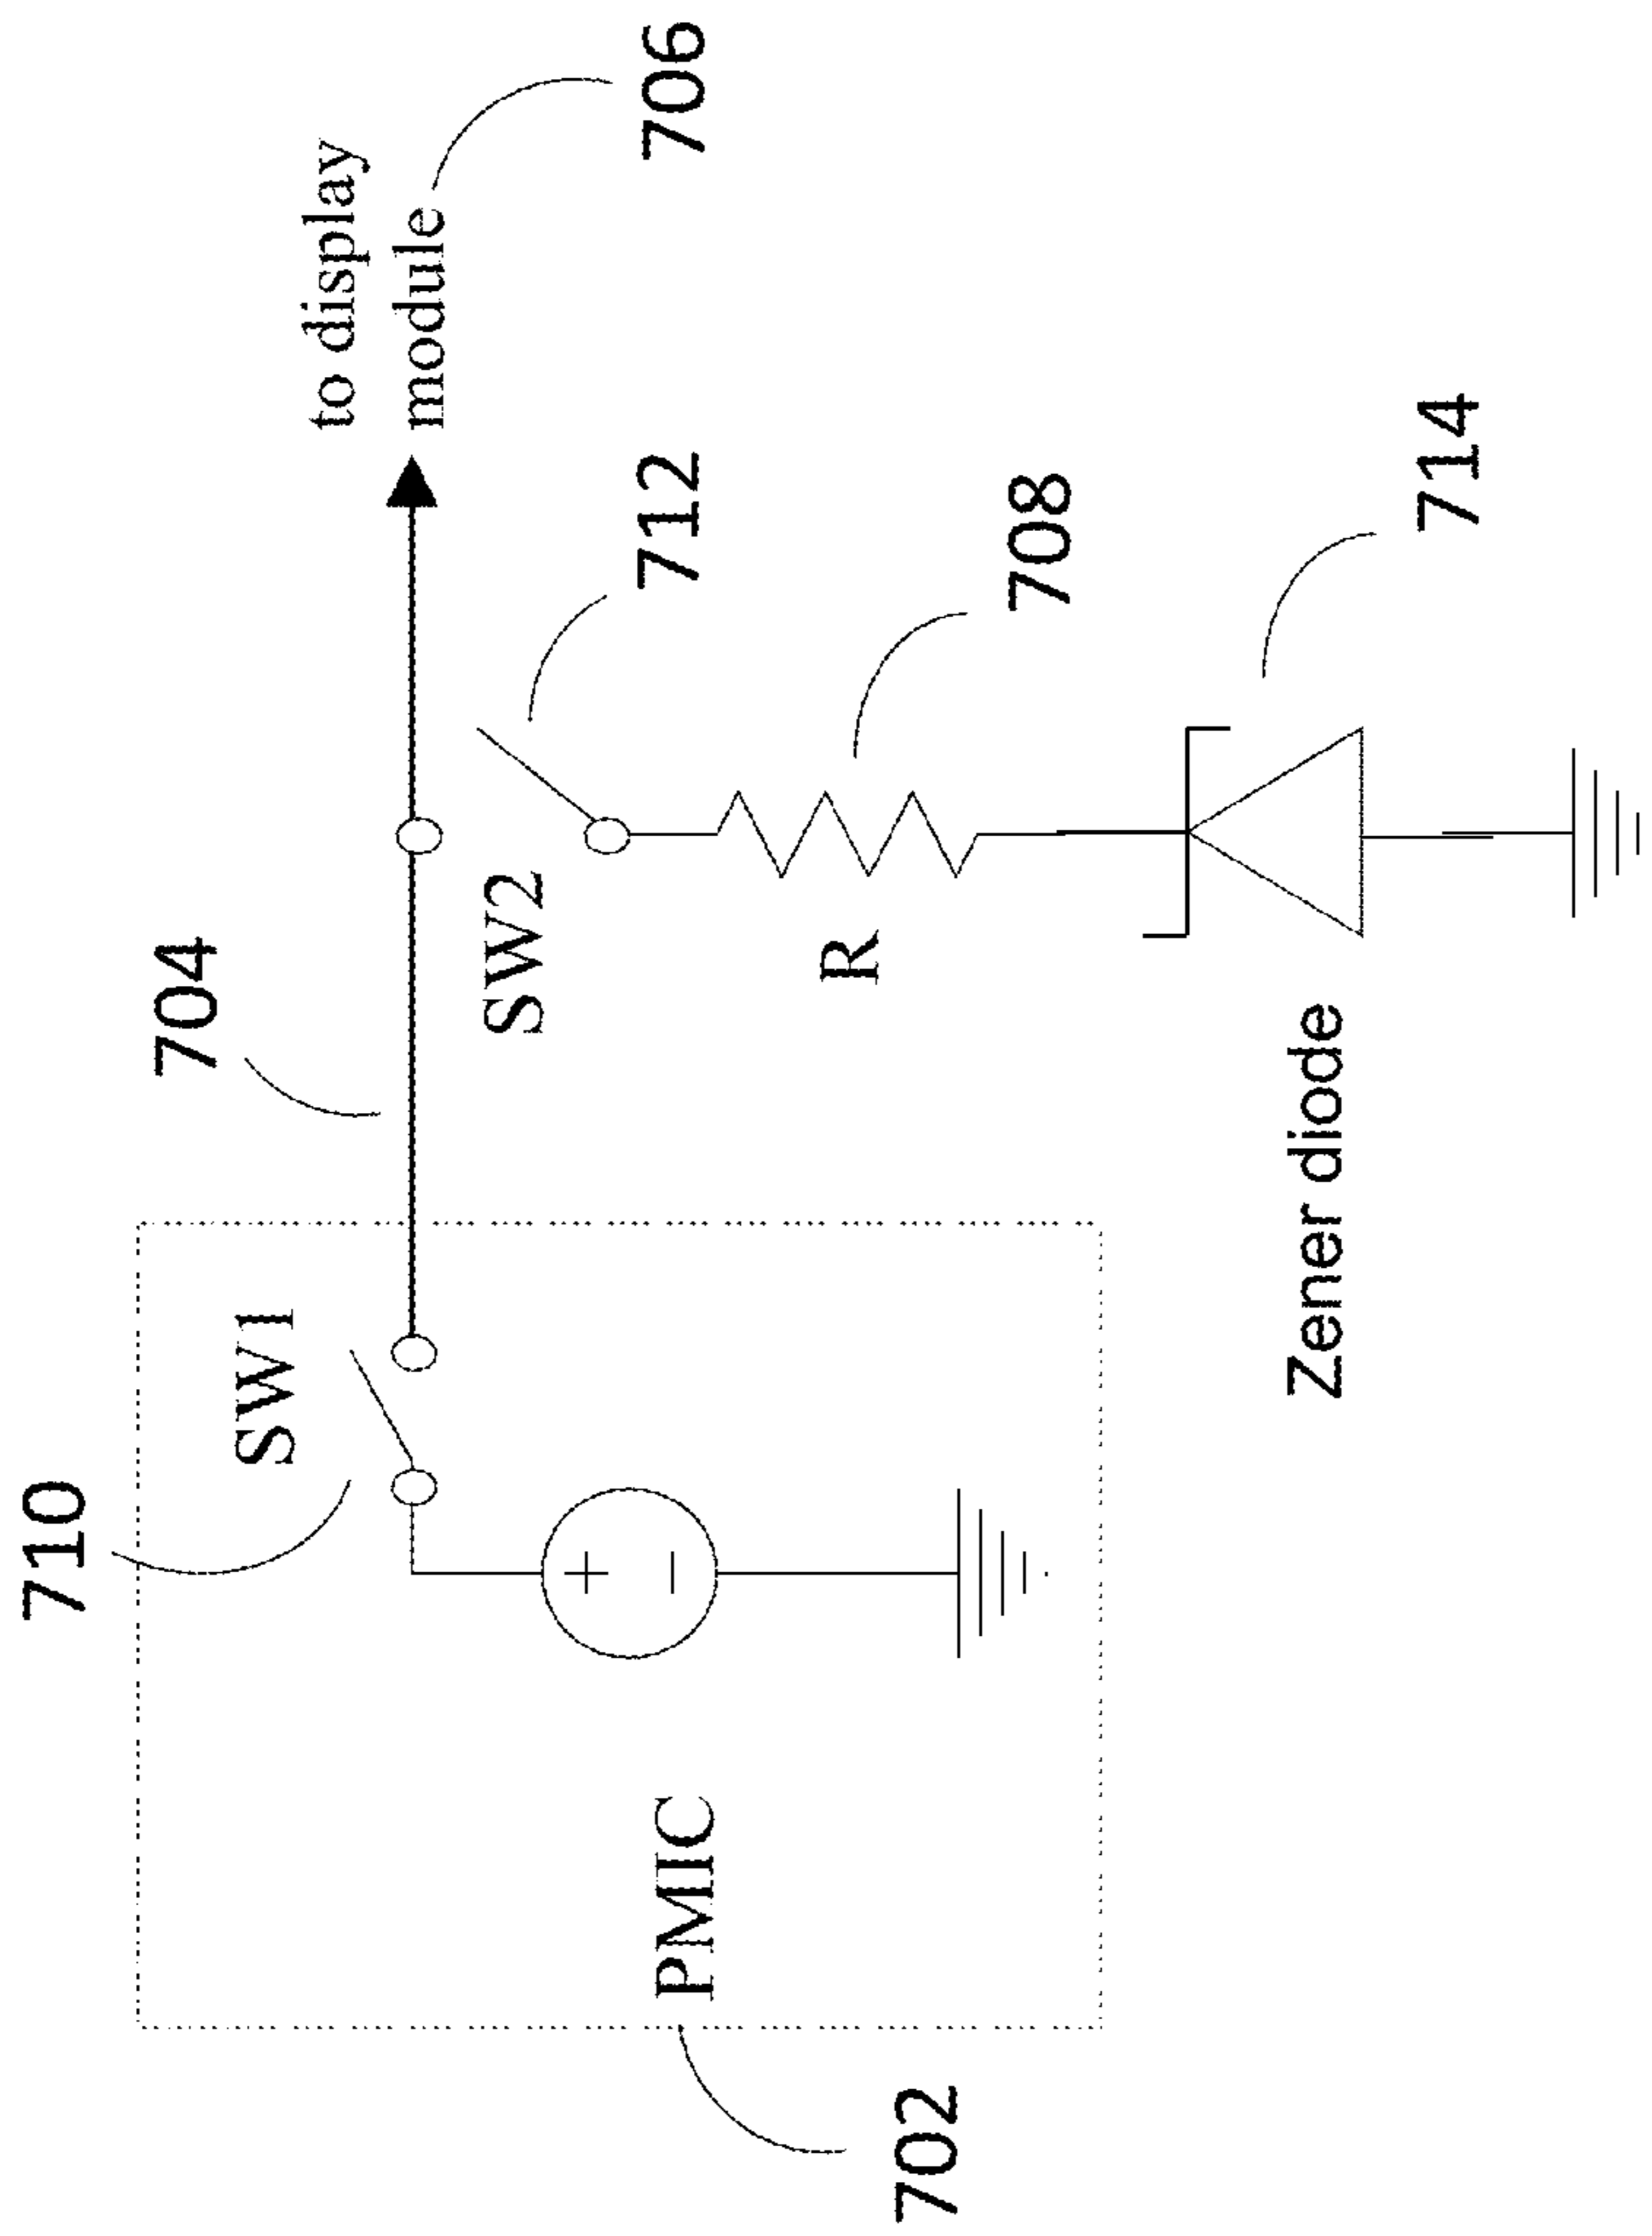 710
SW1
704
to display
module
706
SW2
712
PMIC
702
R
708
Zener diode
714
+
−